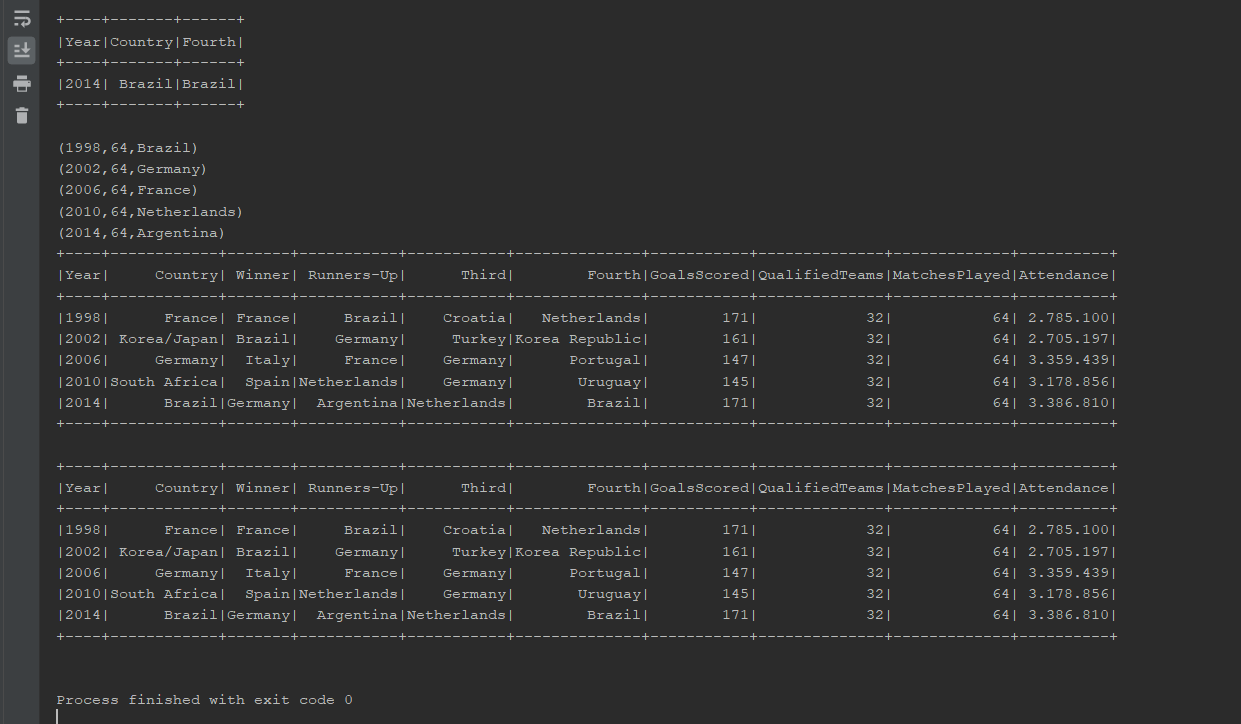 +----+-------+------+
|Year|Country|Fourth|
+----+-------+------+
|2014| Brazil|Brazil|
+----+-------+------+
(1998,64,Brazil)
(2002,64,Germany)
(2006,64,France)
(2010,64,Netherlands)
(2014,64,Argentina)
+----+------------+-------+-----------+-----------+--------------+-----------+--------------+-------------+----------+
|Year|     Country| Winner| Runners-Up|      Third|        Fourth|GoalsScored|QualifiedTeams|MatchesPlayed|Attendance|
+----+------------+-------+-----------+-----------+--------------+-----------+--------------+-------------+----------+
|1998|      France| France|     Brazil|    Croatia|   Netherlands|        171|            32|           64| 2.785.100|
|2002| Korea/Japan| Brazil|    Germany|     Turkey|Korea Republic|        161|            32|           64| 2.705.197|
|2006|     Germany|  Italy|     France|    Germany|      Portugal|        147|            32|           64| 3.359.439|
|2010|South Africa|  Spain|Netherlands|    Germany|       Uruguay|        145|            32|           64| 3.178.856|
|2014|      Brazil|Germany|  Argentina|Netherlands|        Brazil|        171|            32|           64| 3.386.810|
+----+------------+-------+-----------+-----------+--------------+-----------+--------------+-------------+----------+
+----+------------+-------+-----------+-----------+--------------+-----------+--------------+-------------+----------+
|Year|     Country| Winner| Runners-Up|      Third|        Fourth|GoalsScored|QualifiedTeams|MatchesPlayed|Attendance|
+----+------------+-------+-----------+-----------+--------------+-----------+--------------+-------------+----------+
|1998|      France| France|     Brazil|    Croatia|   Netherlands|        171|            32|           64| 2.785.100|
|2002| Korea/Japan| Brazil|    Germany|     Turkey|Korea Republic|        161|            32|           64| 2.705.197|
|2006|     Germany|  Italy|     France|    Germany|      Portugal|        147|            32|           64| 3.359.439|
|2010|South Africa|  Spain|Netherlands|    Germany|       Uruguay|        145|            32|           64| 3.178.856|
|2014|      Brazil|Germany|  Argentina|Netherlands|        Brazil|        171|            32|           64| 3.386.810|
+----+------------+-------+-----------+-----------+--------------+-----------+--------------+-------------+----------+
Process finished with exit code 0